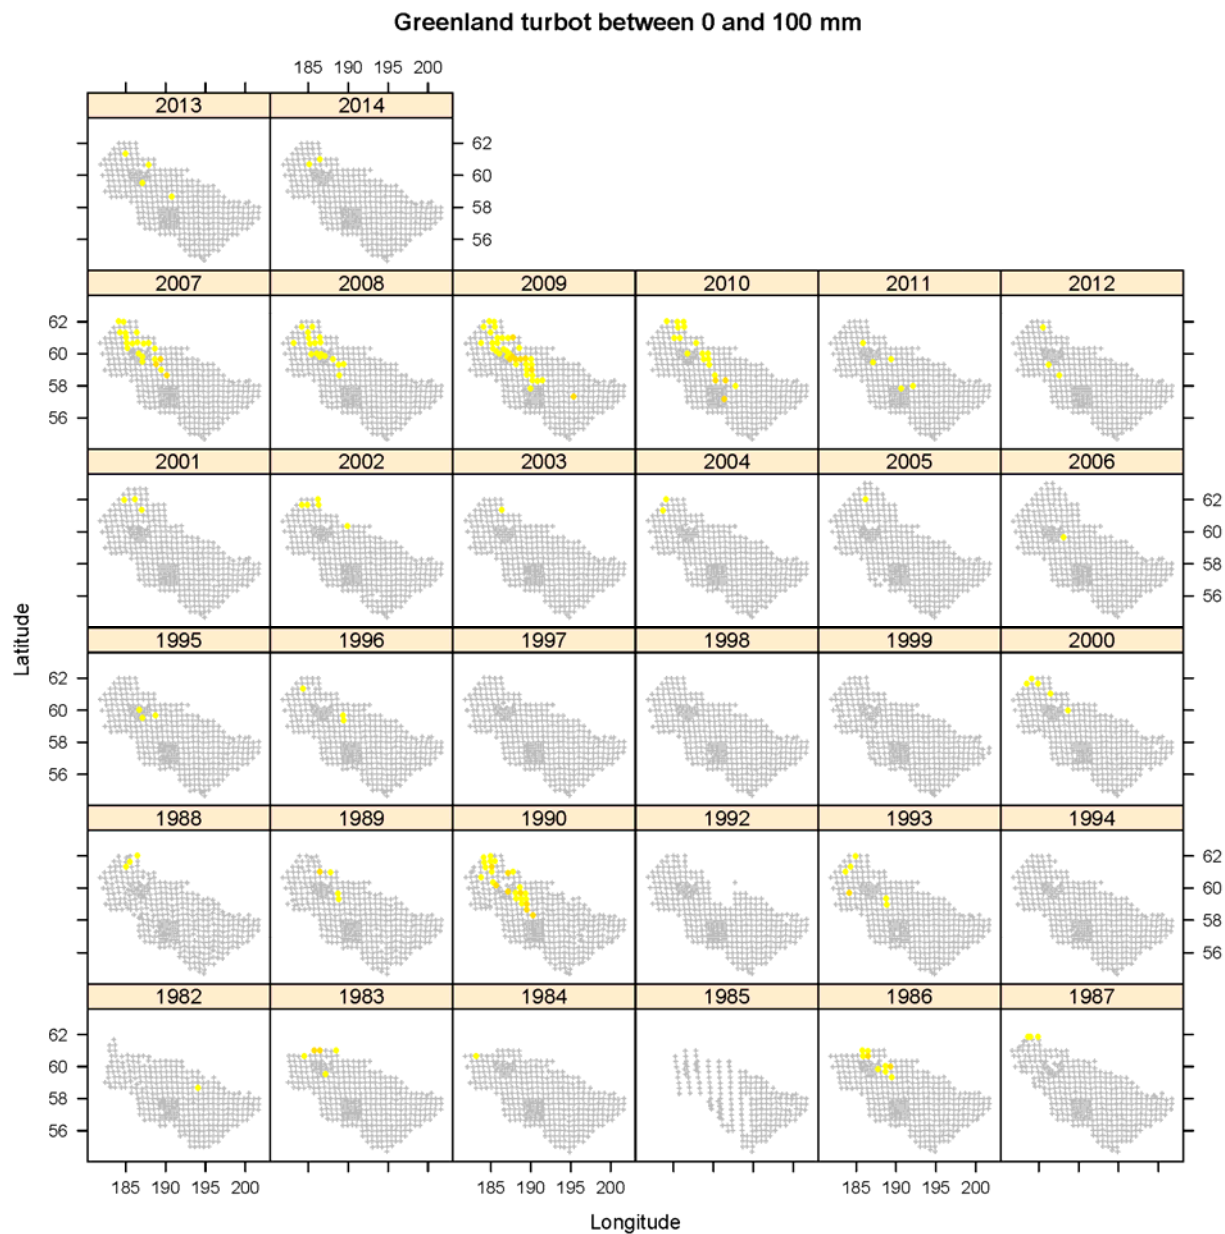 Greenland turbot between 0 and 100 mm
185 190 195 200
2013 2014
62
60
58
56
2007 2008 2009 2010 2011 2012
62
60
58
56
2001 2002 2003 2004 2005 2006
62
60
58
56
Latitude
1995 1996 1997 1998 1999 2000
62
60
58
56
1988 1989 1990 1992 1993 1994
62
60
58
56
1982 1983 1984 1985 1986 1987
62
60
58
56
185 190 195 200 185 190 195 200 185 190 195 200
Longitude